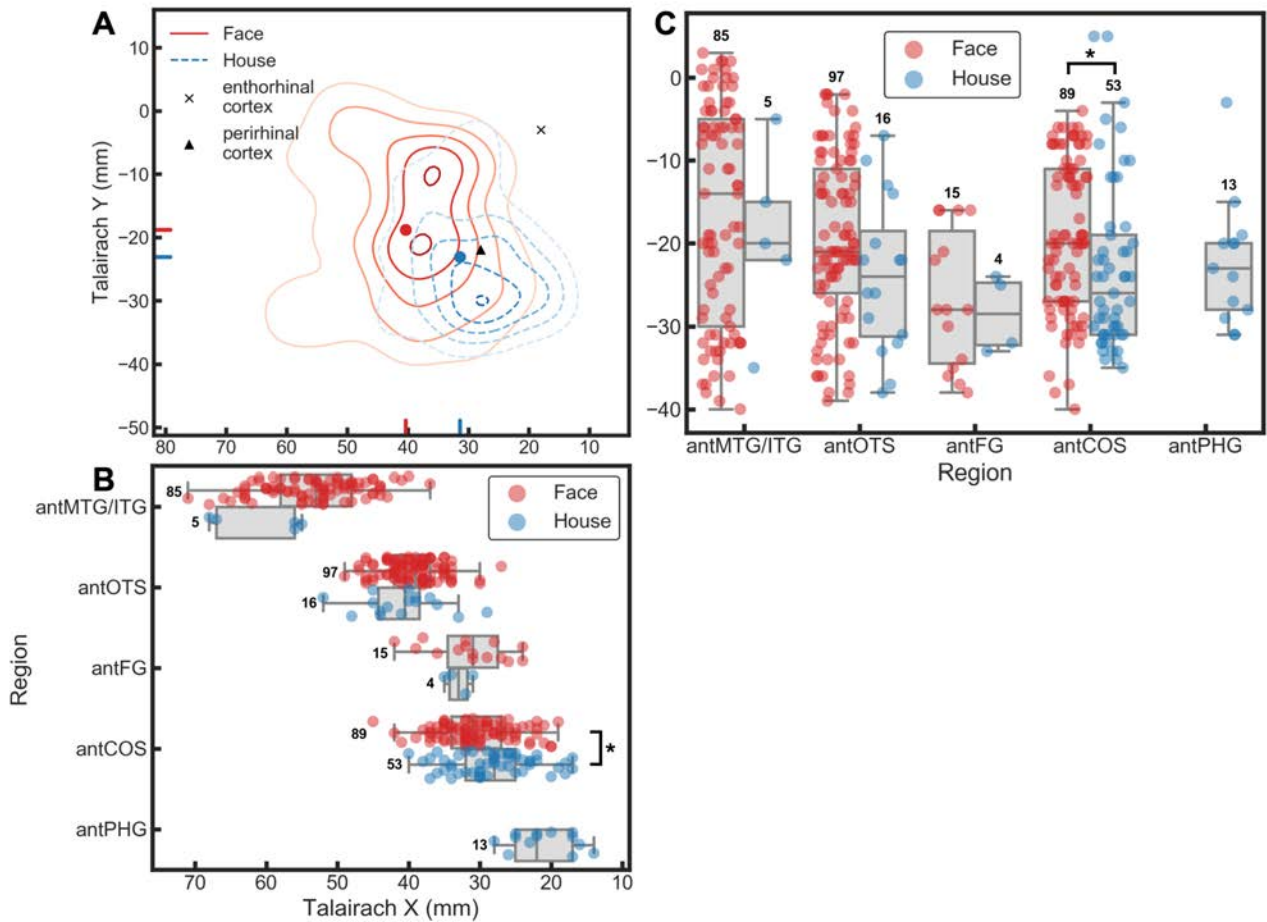 A
Face
House
enthorhinal
cortex
perirhinal
cortex
Talairach Y (mm)
10
0
−10
−20
−30
−40
−50
80 70 60 50 40 30 20 10
B
Face
House
Region
antMTG/ITG
antOTS
antFG
antCOS
antPHG
85
5
97
16
15
4
89
53
13
*
70 60 50 40 30 20 10
Talairach X (mm)
C
Face
House
0
−10
−20
−30
−40
85
5
97
16
15
4
89
53
13
*
antMTG/ITG antOTS antFG antCOS antPHG
Region